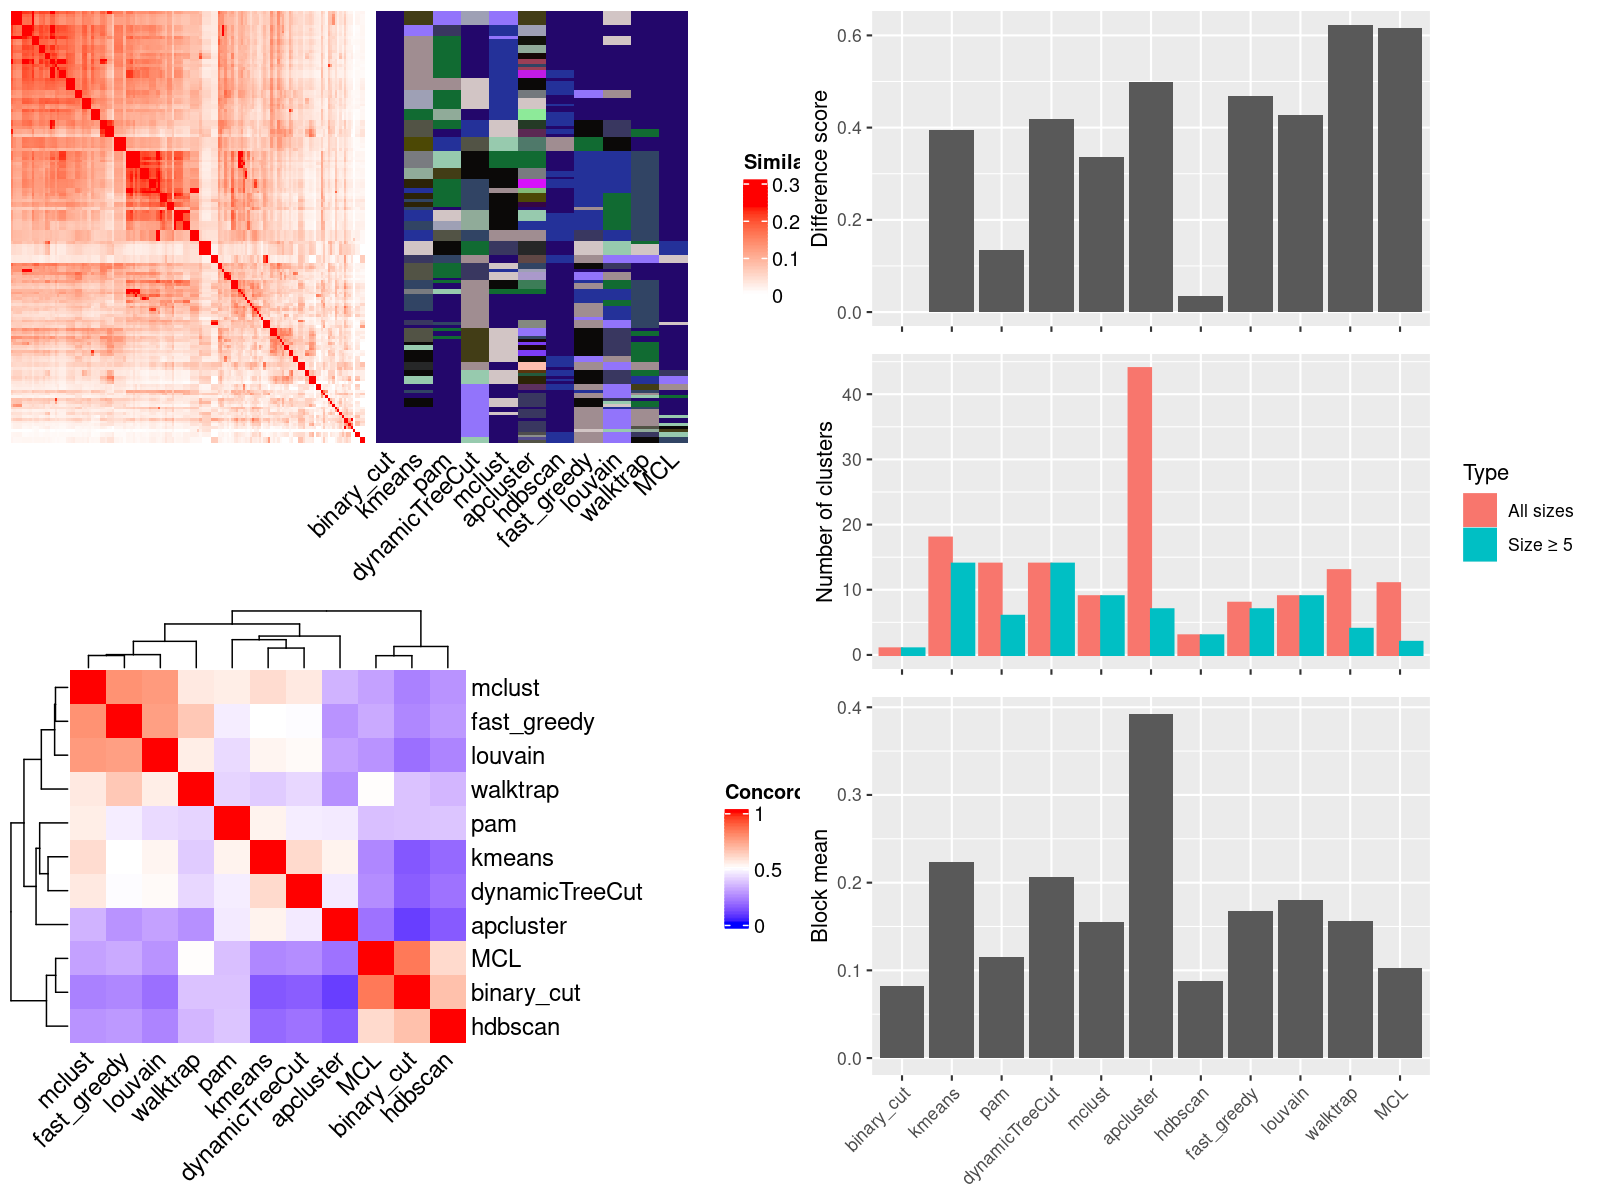 Simila
0.3
0.2
0.1
0
binary_cut
kmeans
pam
dynamicTreeCut
mclust
apcluster
hdbscan
fast_greedy
louvain
walktrap
MCL
mclust
fast_greedy
louvain
walktrap
pam
kmeans
dynamicTreeCut
apcluster
MCL
binary_cut
hdbscan
mclust
fast_greedy
louvain
walktrap
pam
kmeans
dynamicTreeCut
apcluster
MCL
binary_cut
hdbscan
Concord
1
0.5
0
Difference score
0.6
0.4
0.2
0.0
Number of clusters
40
30
20
10
0
Type
All sizes
Size ≥ 5
Block mean
0.4
0.3
0.2
0.1
0.0
binary_cut
kmeans
pam
dynamicTreeCut
mclust
apcluster
hdbscan
fast_greedy
louvain
walktrap
MCL